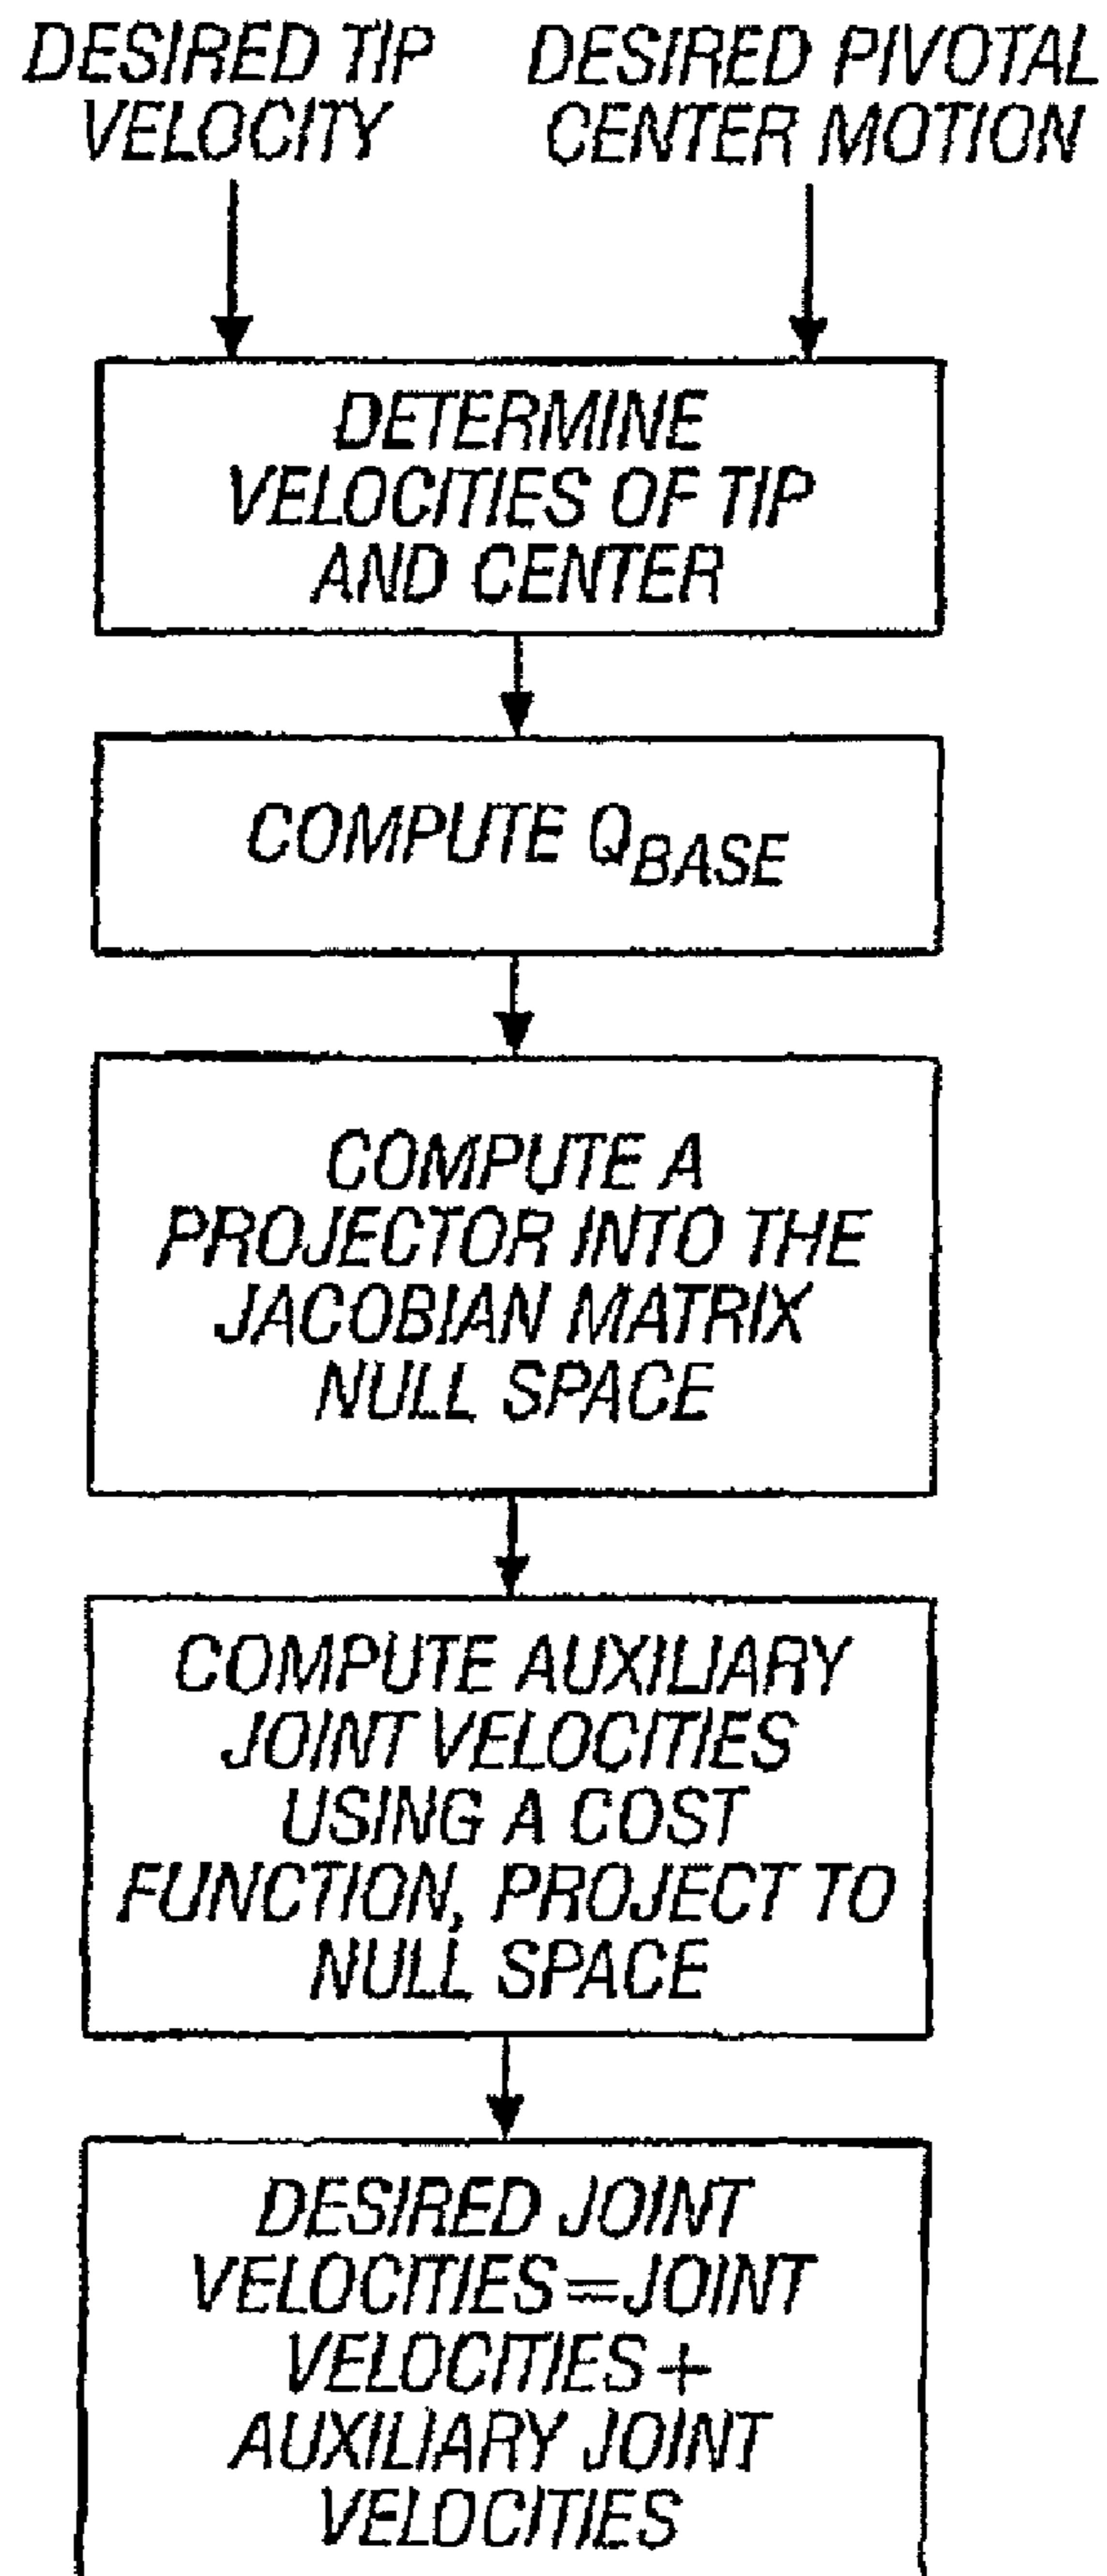 DESIRED TIP
VELOCITY
DESIRED PIVOTAL
CENTER MOTION
DETERMINE
VELOCITIES OF TIP
AND CENTER
COMPUTE QBASE
COMPUTE A
PROJECTOR INTO THE
JACOBIAN MATRIX
NULL SPACE
COMPUTE AUXILIARY
JOINT VELOCITIES
USING A COST
FUNCTION, PROJECT TO
NULL SPACE
DESIRED JOINT
VELOCITIES=JOINT
VELOCITIES+
AUXILIARY JOINT
VELOCITIES